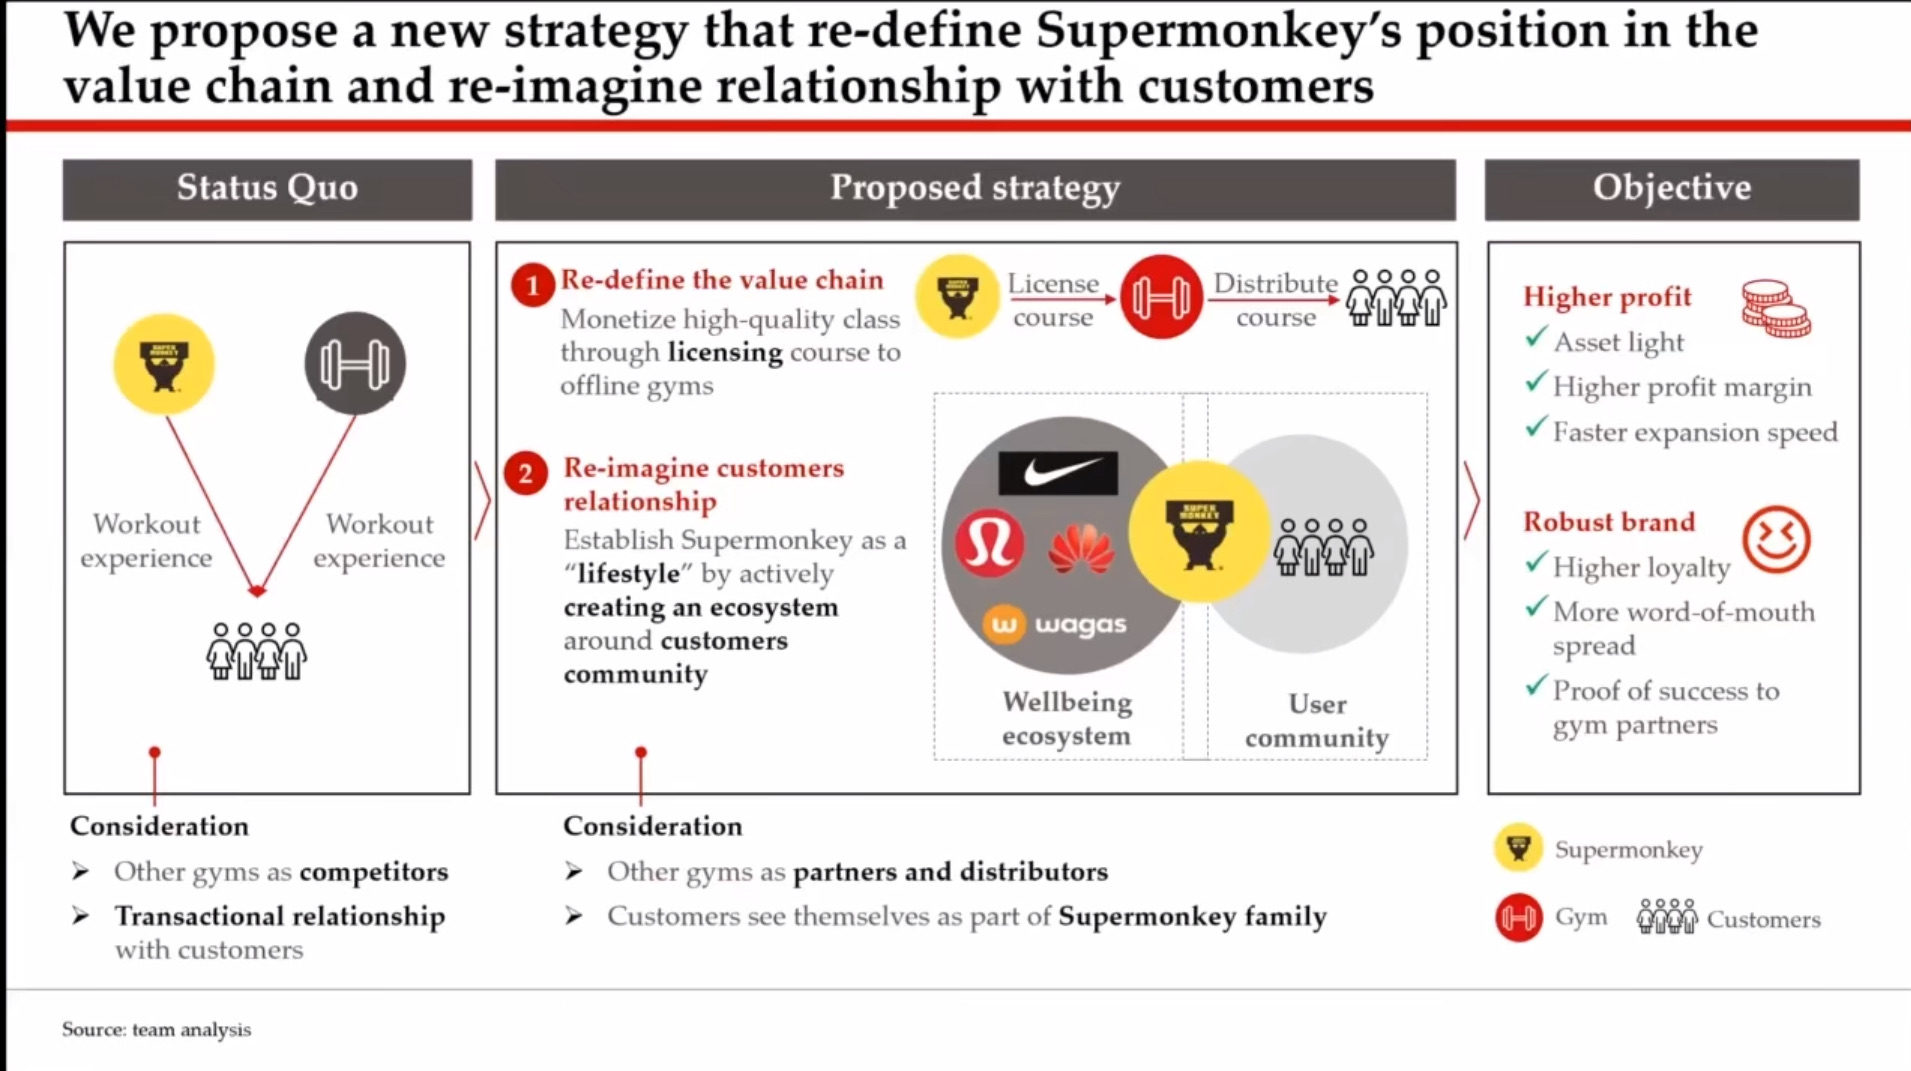 We propose a new strategy that re-define Supermonkey's position in the
value chain and re-imagine relationship with customers
Status Quo
Proposed strategy
Objective
SUPER
MONKEY
Workout
experience
Workout
experience
1
Re-define the value chain
Monetize high-quality class
through licensing course to
offline gyms
License
course
Distribute
course
2
Re-imagine customers
relationship
Establish Supermonkey as a
“lifestyle” by actively
creating an ecosystem
around customers
community
SUPER
MONKEY
w wagas
Wellbeing
ecosystem
User
community
Higher profit
Asset light
Higher profit margin
Faster expansion speed
Robust brand
Higher loyalty
More word-of-mouth
spread
Proof of success to
gym partners
Consideration
Other gyms as competitors
Transactional relationship
with customers
Consideration
Other gyms as partners and distributors
Customers see themselves as part of Supermonkey family
Supermonkey
Gym
Customers
Source: team analysis